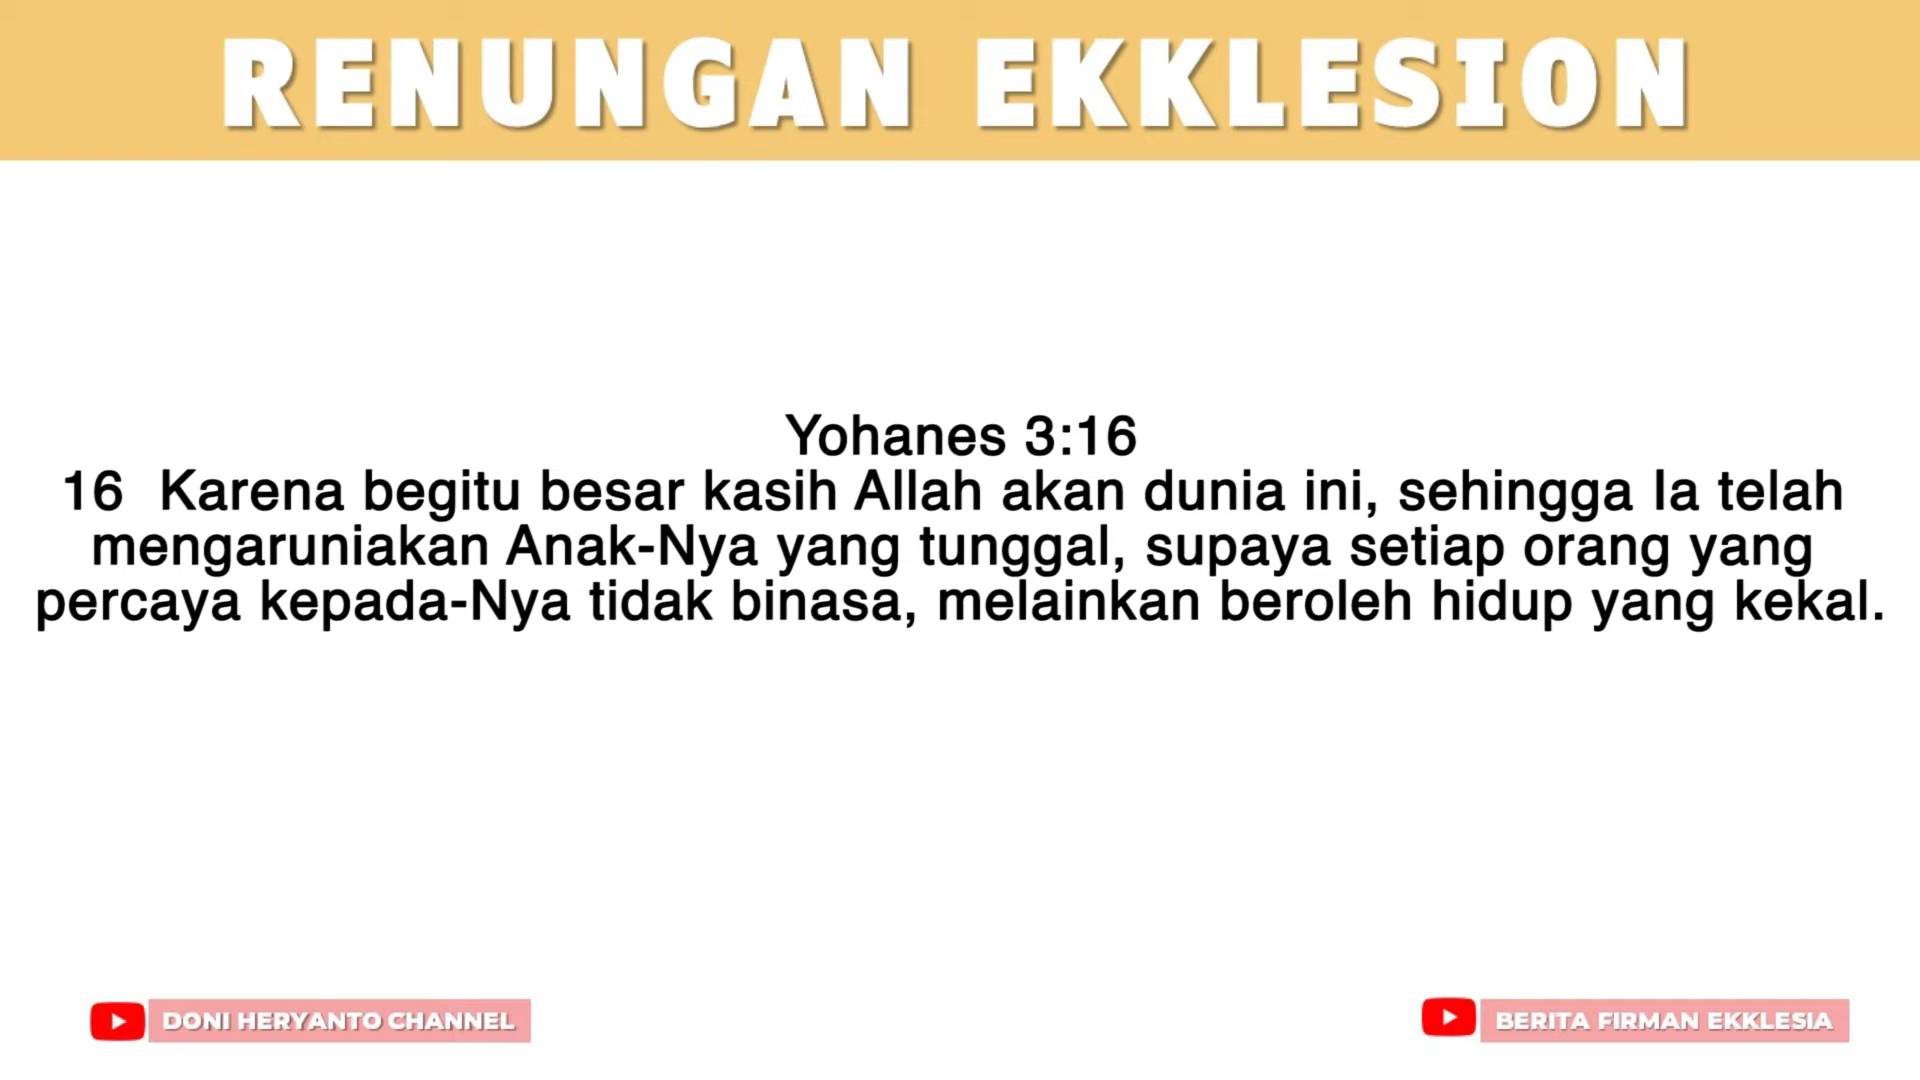 RENUNGAN EKKLESION
Yohanes 3:16
16 Karena begitu besar kasih Allah akan dunia ini, sehingga Ia telah
mengaruniakan Anak-Nya yang tunggal, supaya setiap orang yang
percaya kepada-Nya tidak binasa, melainkan beroleh hidup yang kekal.
DONI HERYANTO CHANNEL
BERITA FIRMAN EKKLESIA